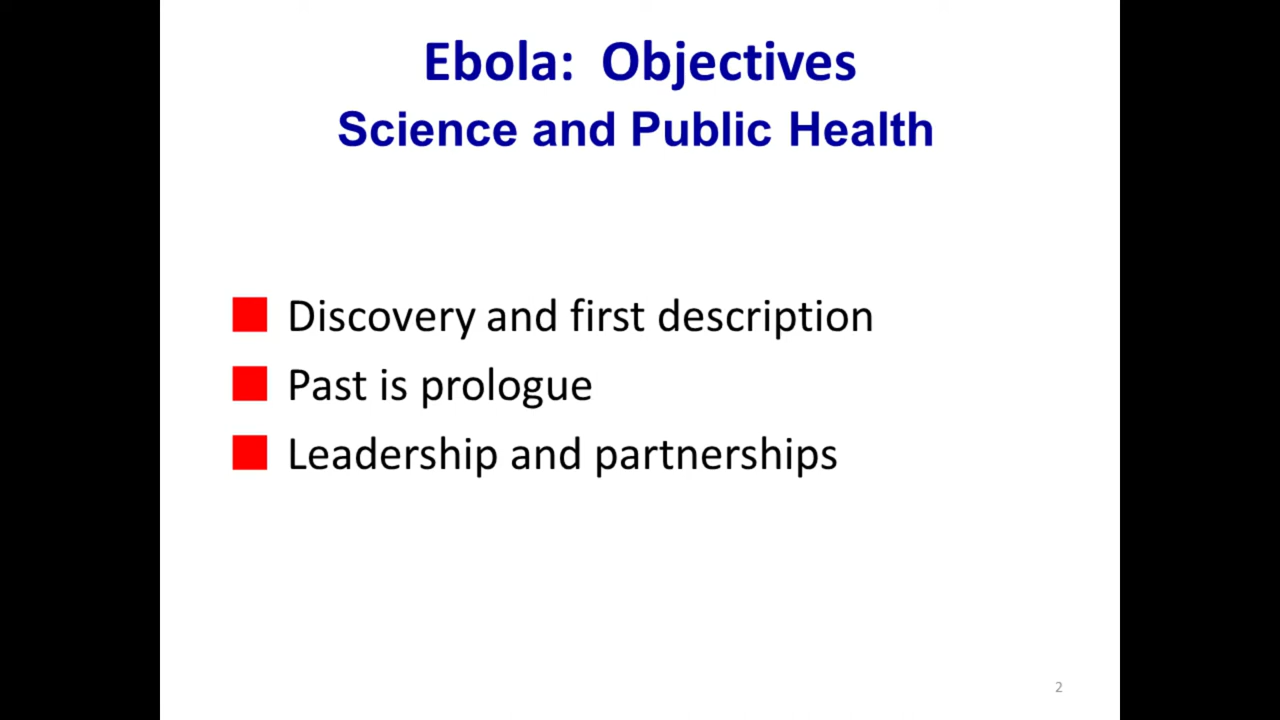 Ebola:  Objectives
Science and Public Health
Discovery and first description
Past is prologue
Leadership and partnerships
2